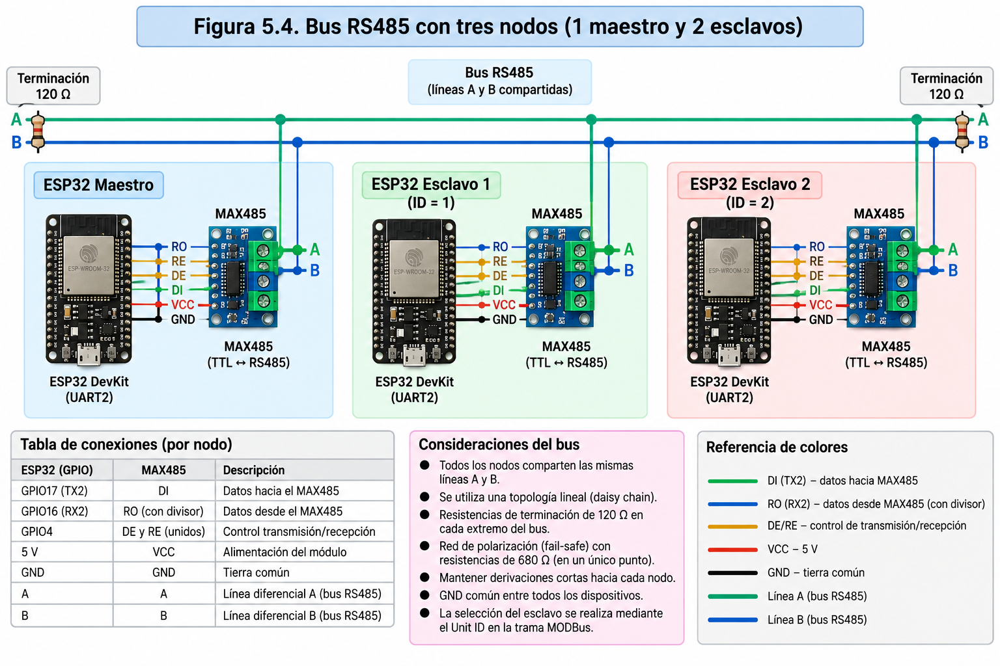 Figura 5.4. Bus RS485 con tres nodos (1 maestro y 2 esclavos)
Terminación
120 Ω
Bus RS485
(líneas A y B compartidas)
Terminación
120 Ω
A
B
A
B
ESP32 Maestro
MAX485
ESP-WROOM-32
RO
RE
DE
DI
VCC
GND
A
B
MAX485
(TTL ↔ RS485)
ESP32 DevKit
(UART2)
ESP32 Esclavo 1
(ID = 1)
MAX485
ESP-WROOM-32
RO
RE
DE
DI
VCC
GND
A
B
MAX485
(TTL ↔ RS485)
ESP32 DevKit
(UART2)
ESP32 Esclavo 2
(ID = 2)
MAX485
ESP-WROOM-32
RO
RE
DE
DI
VCC
GND
A
B
MAX485
(TTL ↔ RS485)
ESP32 DevKit
(UART2)
Tabla de conexiones (por nodo)
ESP32 (GPIO) MAX485 Descripción
GPIO17 (TX2) DI Datos hacia el MAX485
GPIO16 (RX2) RO (con divisor) Datos desde el MAX485
GPIO4 DE y RE (unidos) Control transmisión/recepción
5 V VCC Alimentación del módulo
GND GND Tierra común
A A Línea diferencial A (bus RS485)
B B Línea diferencial B (bus RS485)
Consideraciones del bus
● Todos los nodos comparten las mismas
líneas A y B.
● Se utiliza una topología lineal (daisy chain).
● Resistencias de terminación de 120 Ω en
cada extremo del bus.
● Red de polarización (fail-safe) con
resistencias de 680 Ω (en un único punto).
● Mantener derivaciones cortas hacia cada nodo.
● GND común entre todos los dispositivos.
● La selección del esclavo se realiza mediante
el Unit ID en la trama MODBus.
Referencia de colores
DI (TX2) – datos hacia MAX485
RO (RX2) – datos desde MAX485 (con divisor)
DE/RE – control de transmisión/recepción
VCC – 5 V
GND – tierra común
Línea A (bus RS485)
Línea B (bus RS485)